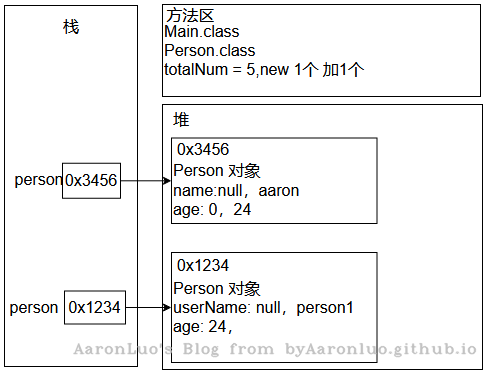 栈
person 0x3456
person 0x1234
方法区
Main.class
Person.class
totalNum = 5,new 1个 加1个
堆
0x3456
Person 对象
name:null，aaron
age: 0，24
0x1234
Person 对象
userName: null，person1
age: 24，
AaronLuo's Blog from byAaronluo.github.io